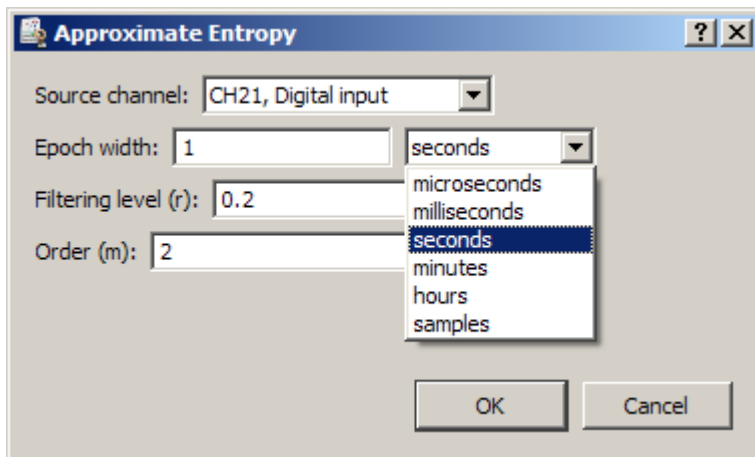 Approximate Entropy
Source channel: CH21, Digital input
Epoch width: 1 seconds
microseconds
milliseconds
Filtering level (r): 0.2
seconds
Order (m): 2
minutes
hours
samples
OK Cancel